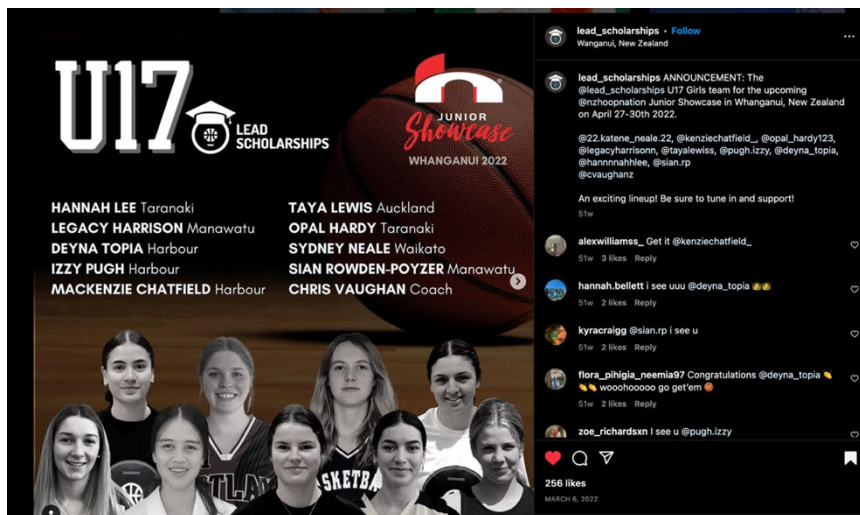 U17
LEAD
SCHOLARSHIPS
JUNIOR
Showcase
WHANGANUI 2022
HANNAH LEE Taranaki
LEGACY HARRISON Manawatu
DEYNA TOPIA Harbour
IZZY PUGH Harbour
MACKENZIE CHATFIELD Harbour
TAYA LEWIS Auckland
OPAL HARDY Taranaki
SYDNEY NEALE Waikato
SIAN ROWDEN-POYZER Manawatu
CHRIS VAUGHAN Coach
SKETBA
lead_scholarships • Follow
Wanganui, New Zealand
lead_scholarships ANNOUNCEMENT: The
@lead_scholarships U17 Girls team for the upcoming
@nzhoopnation Junior Showcase in Whanganui, New Zealand
on April 27-30th 2022.
@22.katene_neale.22, @kenziechatfield_, @opal_hardy123,
@legacyharrisonn, @tayalewiss, @pugh.izzy, @deyna_topia,
@hannnnahhlee, @sian.rp
@cvaughanz
An exciting lineup! Be sure to tune in and support!
51w
alexwilliamss_ Get it @kenziechatfield_
51w 3 likes Reply
hannah.bellett i see uuu @deyna_topia
51w 2 likes Reply
kyracraigg @sian.rp i see u
51w 2 likes Reply
flora_pihigia_neemia97 Congratulations @deyna_topia 👏
👏👏 wooohooooo go get'em 🏀
51w 2 likes Reply
zoe_richardsxn I see u @pugh.izzy
256 likes
MARCH 6, 2022